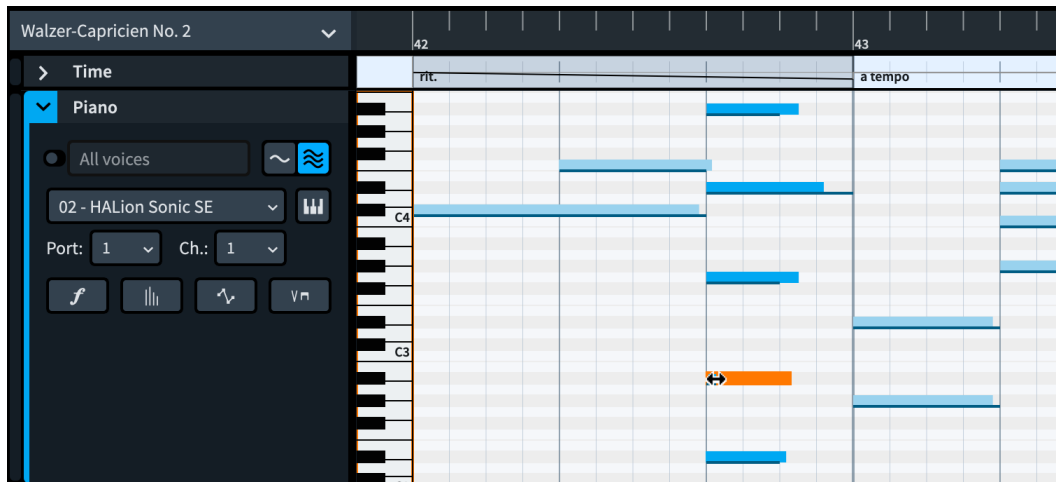 Walzer-Capricien No. 2
42
43
Time
rit.
a tempo
Piano
All voices
02 - HALion Sonic SE
C4
Port: 1 Ch.: 1
f
C3